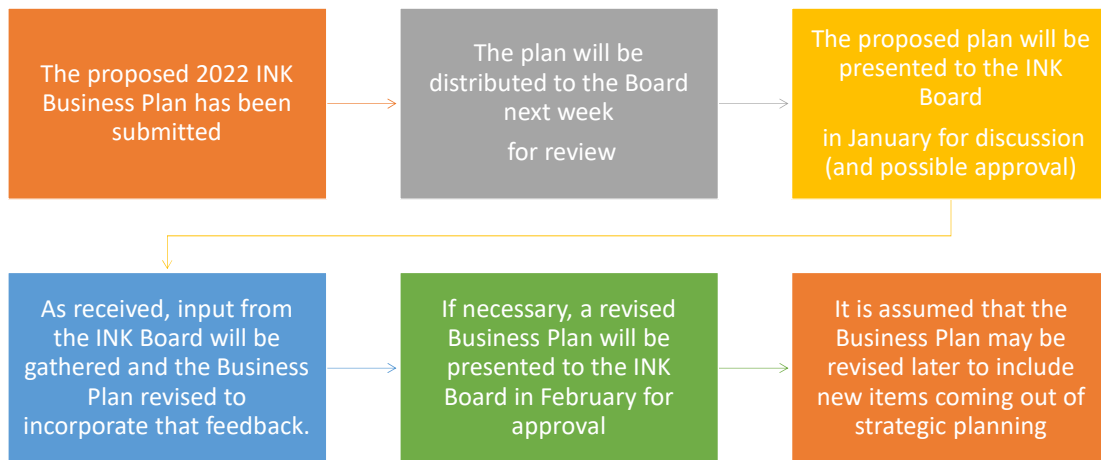 The proposed 2022 INK
Business Plan has been
submitted
The plan will be
distributed to the Board
next week
for review
The proposed plan will be
presented to the INK
Board
in January for discussion
(and possible approval)
As received, input from
the INK Board will be
gathered and the Business
Plan revised to
incorporate that feedback.
If necessary, a revised
Business Plan will be
presented to the INK
Board in February for
approval
It is assumed that the
Business Plan may be
revised later to include
new items coming out of
strategic planning